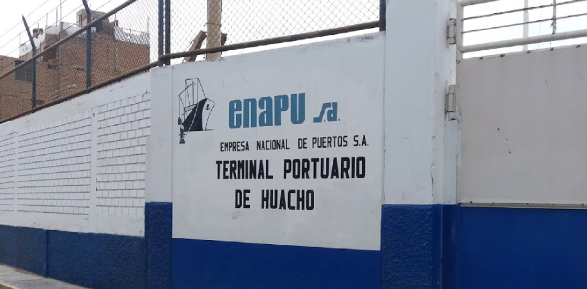 enapu s.a.
EMPRESA NACIONAL DE PUERTOS S.A.
TERMINAL PORTUARIO
DE HUACHO